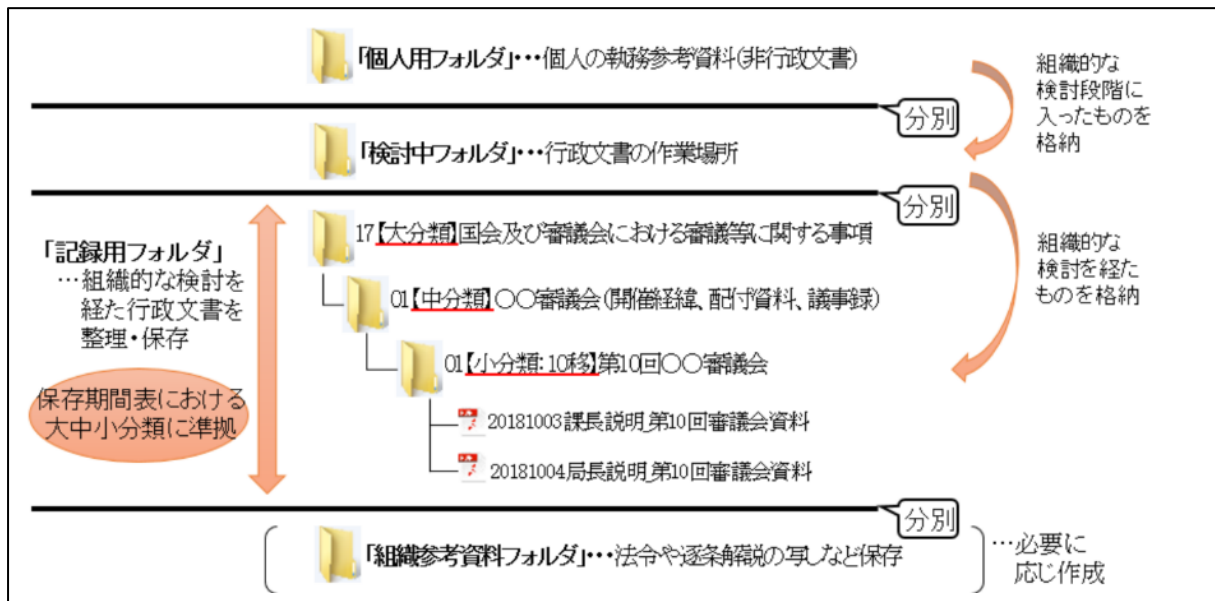 「個人用フォルダ」・・・個人の執務参考資料(非行政文書)
組織的な
検討段階に
入ったものを
格納
分別
「検討中フォルダ」・・・行政文書の作業場所
分別
17【大分類】国会及び審議会における審議等に関する事項
「記録用フォルダ」
…組織的な検討を
経た行政文書を
整理・保存
01【中分類】〇〇審議会(開催経緯、配付資料、議事録)
組織的な
検討を経た
ものを格納
01【小分類:10移】第10回〇〇審議会
保存期間表における
大中小分類に準拠
20181003課長説明_第10回審議会資料
20181004局長説明_第10回審議会資料
分別
「組織参考資料フォルダ」・・・法令や逐条解説の写しなど保存
…必要に
応じ作成